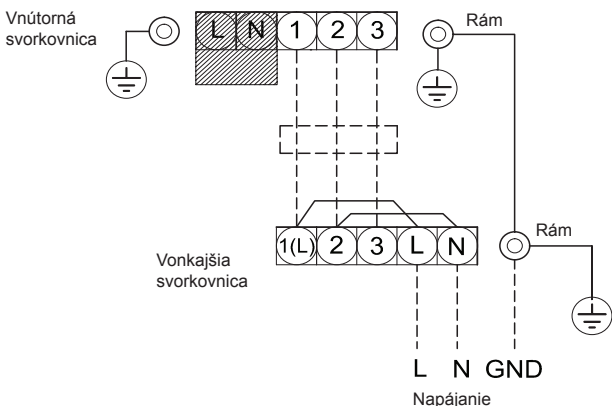 Vnútorná
svorkovnica
L N 1 2 3
Rám
1(L) 2 3 L N
Rám
Vonkajšia
svorkovnica
L N GND
Napájanie